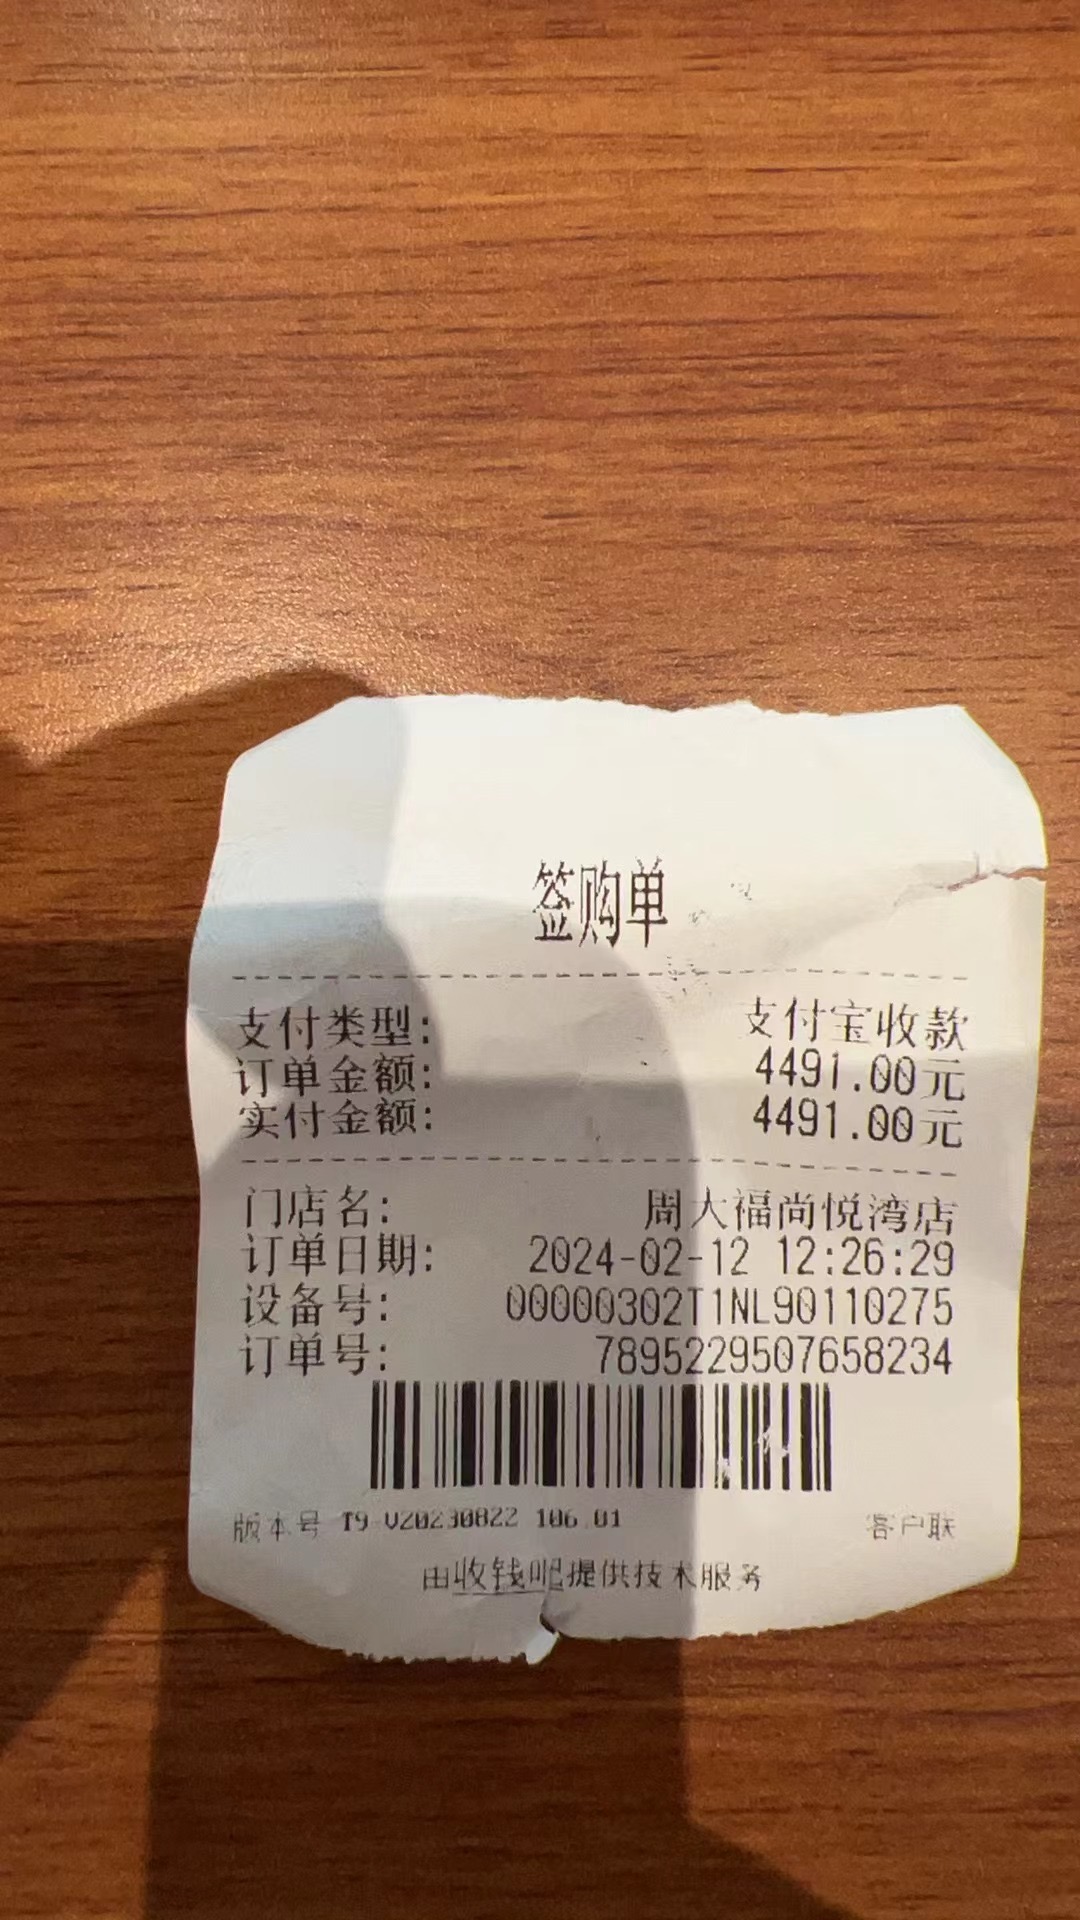 签购单
支付类型: 支付宝收款
订单金额: 4491.00元
实付金额: 4491.00元
门店名: 周大福尚悦湾店
订单日期: 2024-02-12 12:26:29
设备号: 00000302T1NL90110275
订单号: 7895229507658234
版本号 T9-V20230822 106.01 客户联
由收钱吧提供技术服务